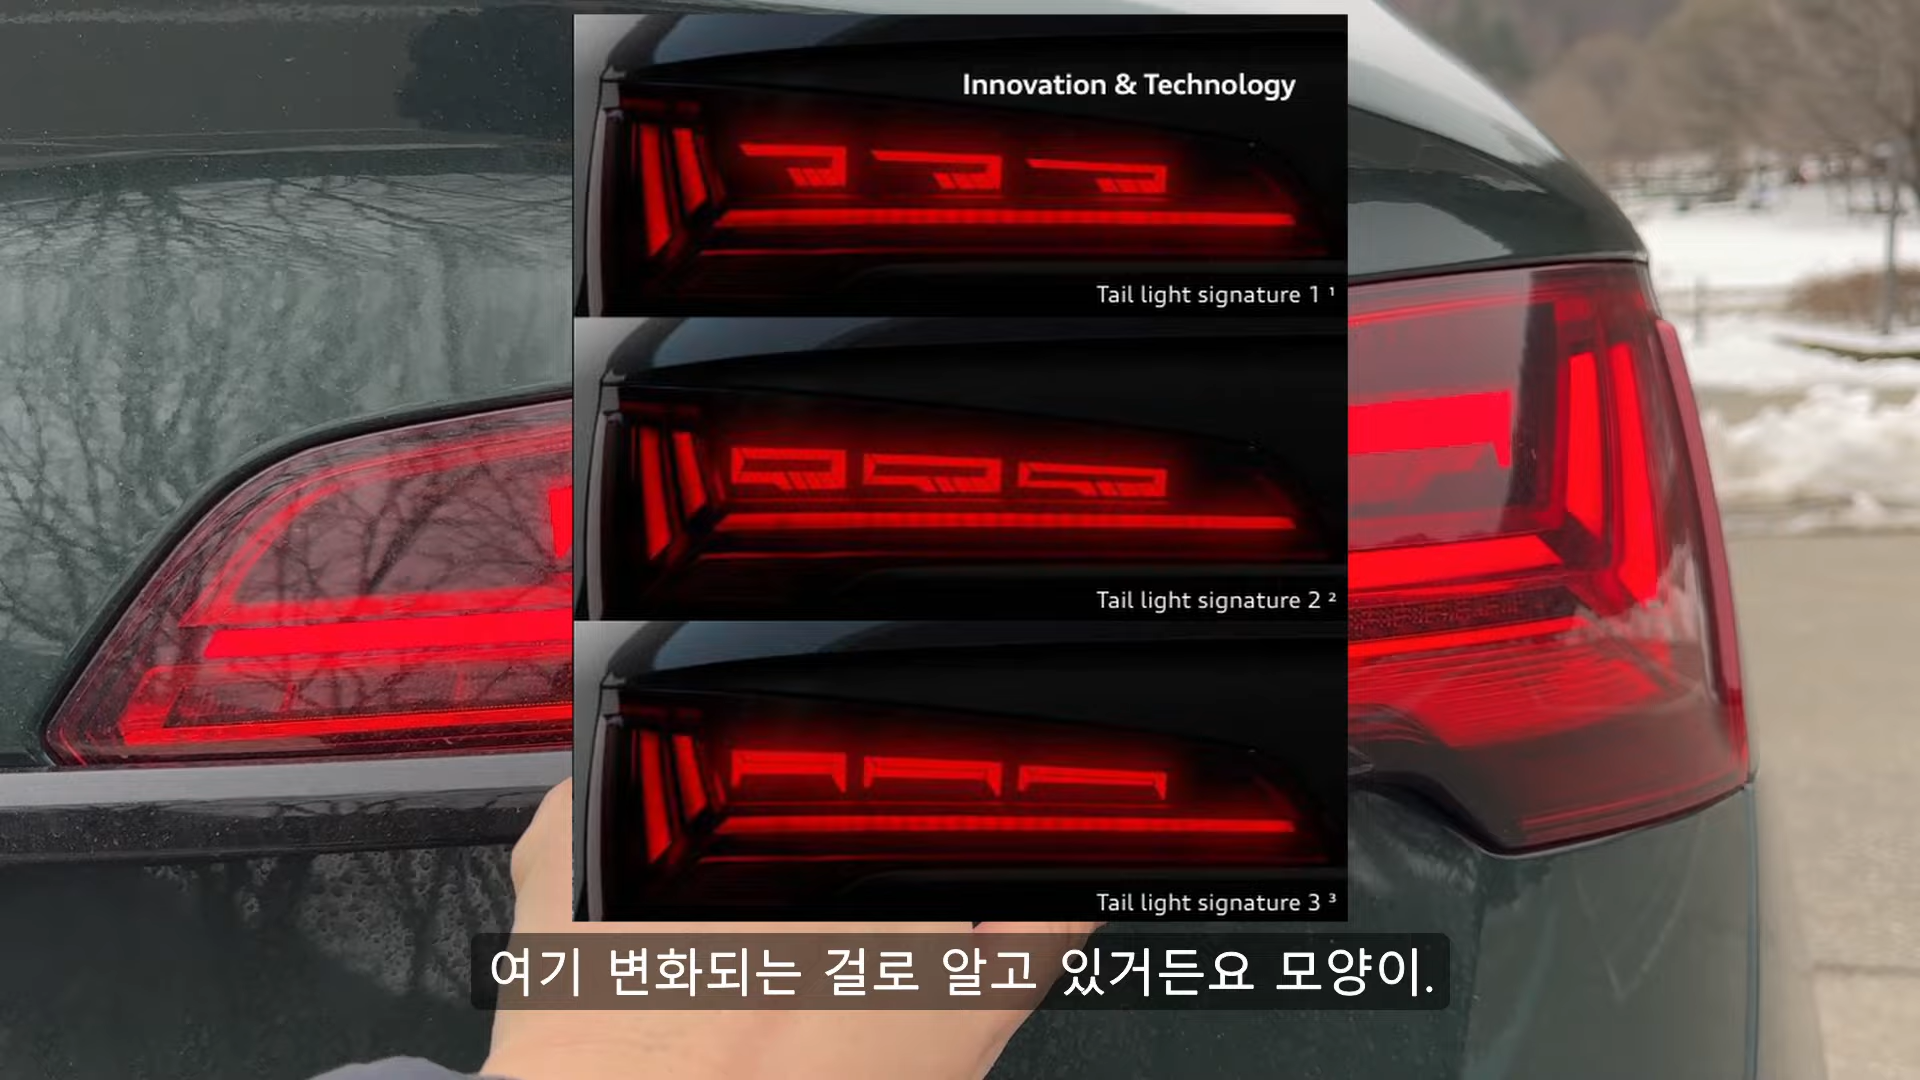 Innovation & Technology
Tail light signature 1 ¹
Tail light signature 2 ²
Tail light signature 3 ³
여기 변화되는 걸로 알고 있거든요 모양이.